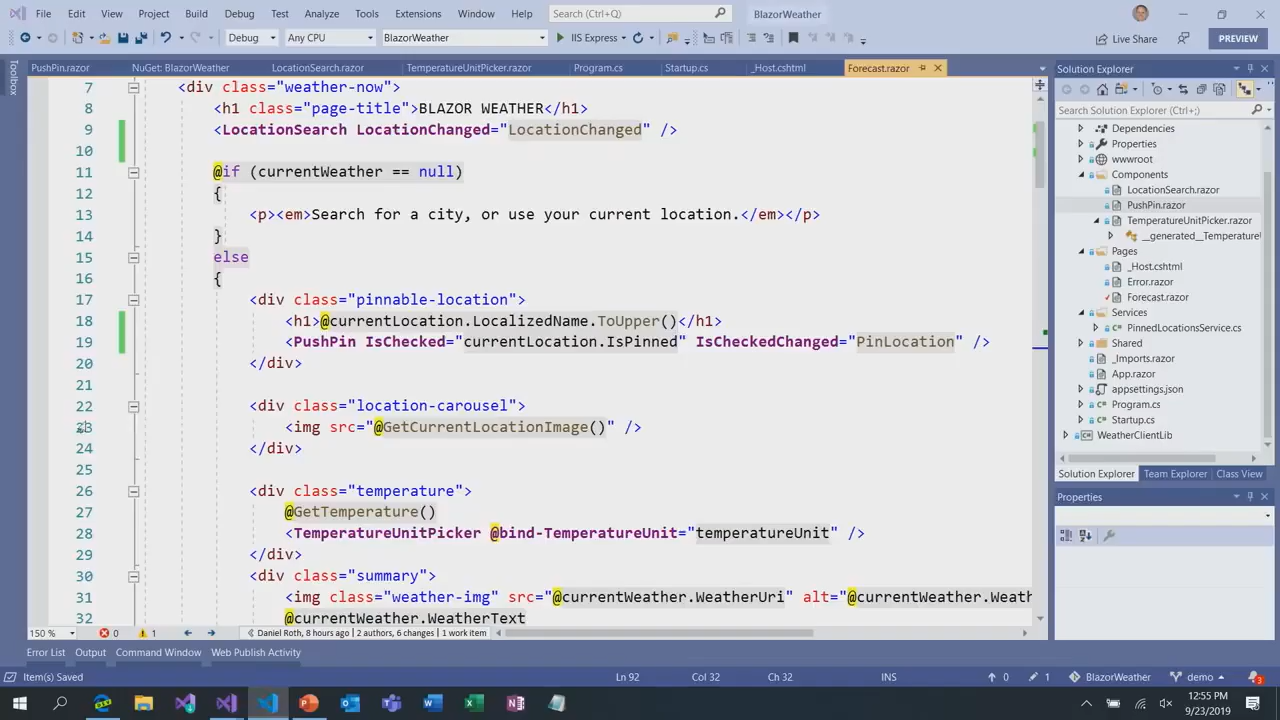 File Edit View Project Build Debug Test Analyze Tools Extensions Window Help Search (Ctrl+Q) BlazorWeather
Debug Any CPU BlazorWeather IIS Express Live Share PREVIEW
Toolbox
PushPin.razor NuGet: BlazorWeather LocationSearch.razor TemperatureUnitPicker.razor Program.cs Startup.cs _Host.cshtml Forecast.razor
7 <div class="weather-now">
8 <h1 class="page-title">BLAZOR WEATHER</h1>
9 <LocationSearch LocationChanged="LocationChanged" />
10
11 @if (currentWeather == null)
12 {
13 <p><em>Search for a city, or use your current location.</em></p>
14 }
15 else
16 {
17 <div class="pinnable-location">
18 <h1>@currentLocation.LocalizedName.ToUpper()</h1>
19 <PushPin IsChecked="currentLocation.IsPinned" IsCheckedChanged="PinLocation" />
20 </div>
21
22 <div class="location-carousel">
23 <img src="@GetCurrentLocationImage()" />
24 </div>
25
26 <div class="temperature">
27 @GetTemperature()
28 <TemperatureUnitPicker @bind-TemperatureUnit="temperatureUnit" />
29 </div>
30 <div class="summary">
31 <img class="weather-img" src="@currentWeather.WeatherUri" alt="@currentWeather.Weath
32 @currentWeather.WeatherText
150 % 0 1 Daniel Roth, 8 hours ago | 2 authors, 6 changes | 1 work item
Solution Explorer
Search Solution Explorer (Ctrl+;)
Dependencies
Properties
wwwroot
Components
LocationSearch.razor
PushPin.razor
TemperatureUnitPicker.razor
__generated__Temperature
Pages
_Host.cshtml
Error.razor
Forecast.razor
Services
PinnedLocationsService.cs
Shared
_Imports.razor
App.razor
appsettings.json
Program.cs
Startup.cs
WeatherClientLib
Solution Explorer Team Explorer Class View
Properties
Error List Output Command Window Web Publish Activity
Item(s) Saved Ln 92 Col 32 Ch 32 INS 0 1 BlazorWeather demo 3
12:55 PM
9/23/2019